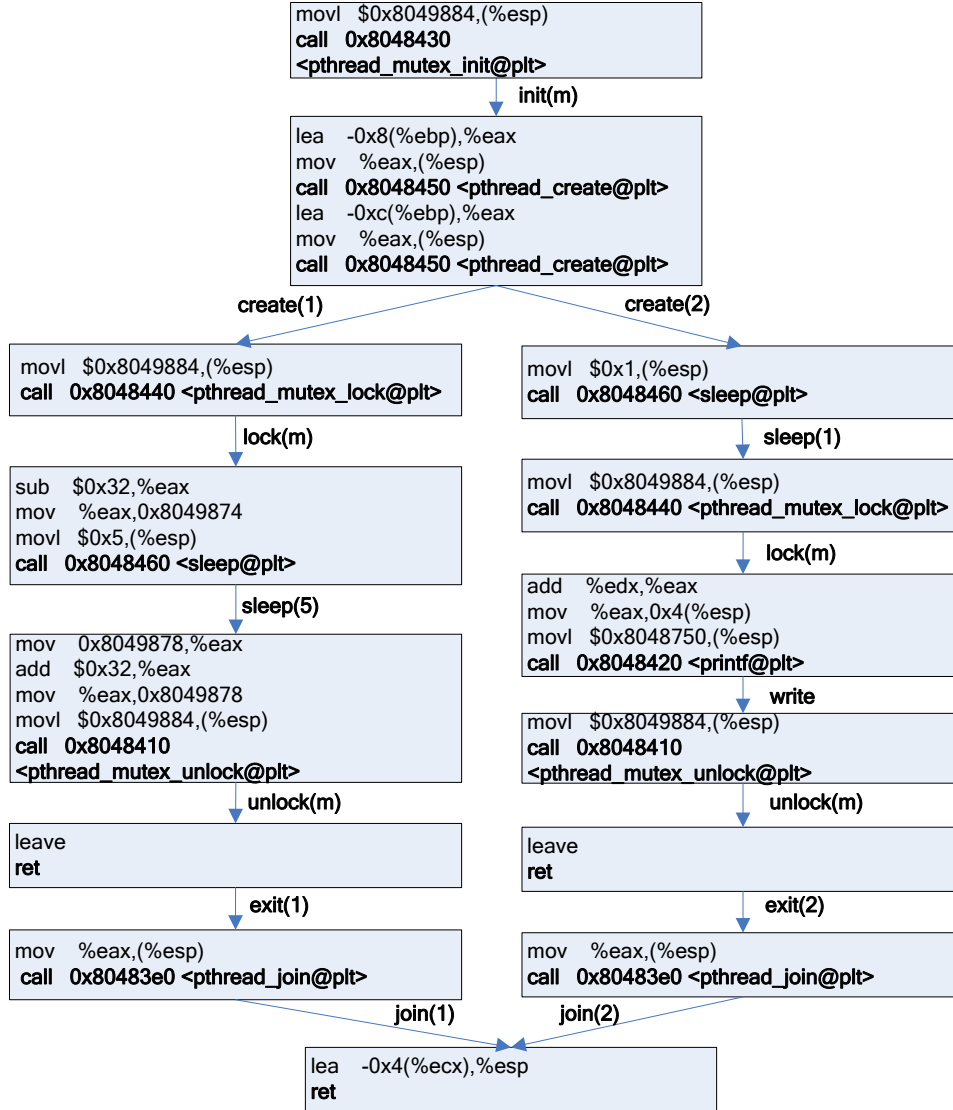 movl $0x8049884,(%esp)
call 0x8048430
<pthread_mutex_init@plt>
init(m)
lea -0x8(%ebp),%eax
mov %eax,(%esp)
call 0x8048450 <pthread_create@plt>
lea -0xc(%ebp),%eax
mov %eax,(%esp)
call 0x8048450 <pthread_create@plt>
create(1)
create(2)
movl $0x8049884,(%esp)
call 0x8048440 <pthread_mutex_lock@plt>
lock(m)
sub $0x32,%eax
mov %eax,0x8049874
movl $0x5,(%esp)
call 0x8048460 <sleep@plt>
sleep(5)
mov 0x8049878,%eax
add $0x32,%eax
mov %eax,0x8049878
movl $0x8049884,(%esp)
call 0x8048410
<pthread_mutex_unlock@plt>
unlock(m)
leave
ret
exit(1)
mov %eax,(%esp)
call 0x80483e0 <pthread_join@plt>
join(1)
movl $0x1,(%esp)
call 0x8048460 <sleep@plt>
sleep(1)
movl $0x8049884,(%esp)
call 0x8048440 <pthread_mutex_lock@plt>
lock(m)
add %edx,%eax
mov %eax,0x4(%esp)
movl $0x8048750,(%esp)
call 0x8048420 <printf@plt>
write
movl $0x8049884,(%esp)
call 0x8048410
<pthread_mutex_unlock@plt>
unlock(m)
leave
ret
exit(2)
mov %eax,(%esp)
call 0x80483e0 <pthread_join@plt>
join(2)
lea -0x4(%ecx),%esp
ret